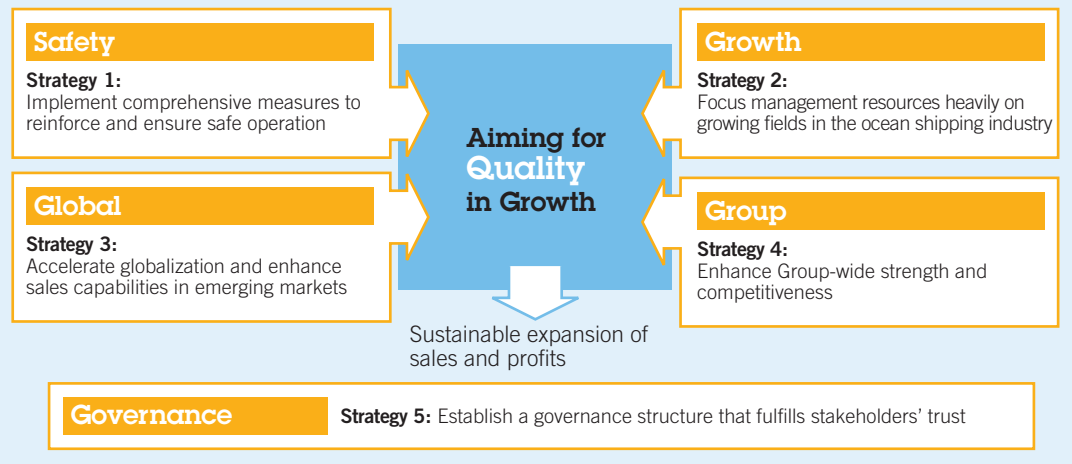 Safety
Strategy 1:
Implement comprehensive measures to
reinforce and ensure safe operation
Growth
Strategy 2:
Focus management resources heavily on
growing fields in the ocean shipping industry
Aiming for
Quality
in Growth
Global
Strategy 3:
Accelerate globalization and enhance
sales capabilities in emerging markets
Group
Strategy 4:
Enhance Group-wide strength and
competitiveness
Sustainable expansion of
sales and profits
Governance
Strategy 5: Establish a governance structure that fulfills stakeholders’ trust